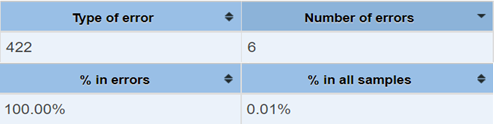 Type of error Number of errors
422 6
% in errors % in all samples
100.00% 0.01%